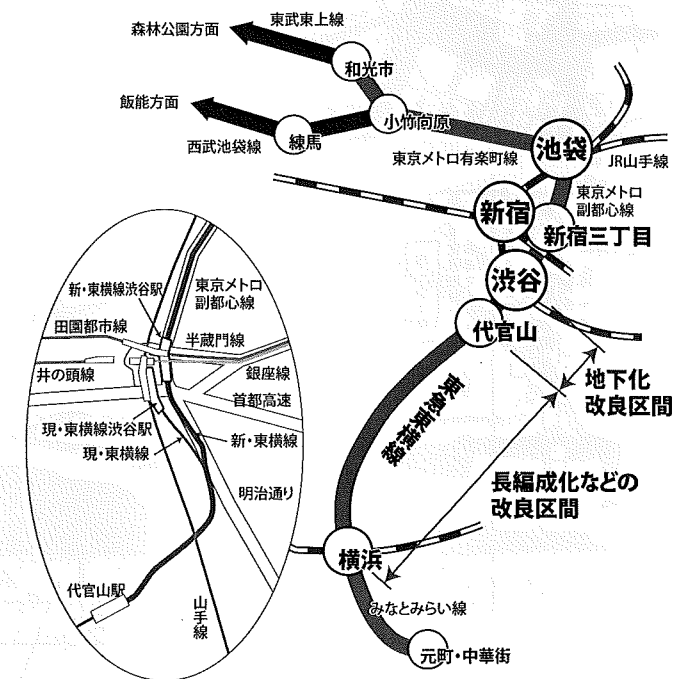 森林公園方面
東武東上線
和光市
飯能方面
小竹向原
練馬
西武池袋線
東京メトロ有楽町線
池袋
JR山手線
東京メトロ
副都心線
新宿
新宿三丁目
渋谷
代官山
地下化
改良区間
東急東横線
長編成化などの
改良区間
横浜
みなとみらい線
元町・中華街
新・東横線渋谷駅
東京メトロ
副都心線
田園都市線
半蔵門線
井の頭線
銀座線
首都高速
現・東横線渋谷駅
新・東横線
現・東横線
明治通り
代官山駅
山手線